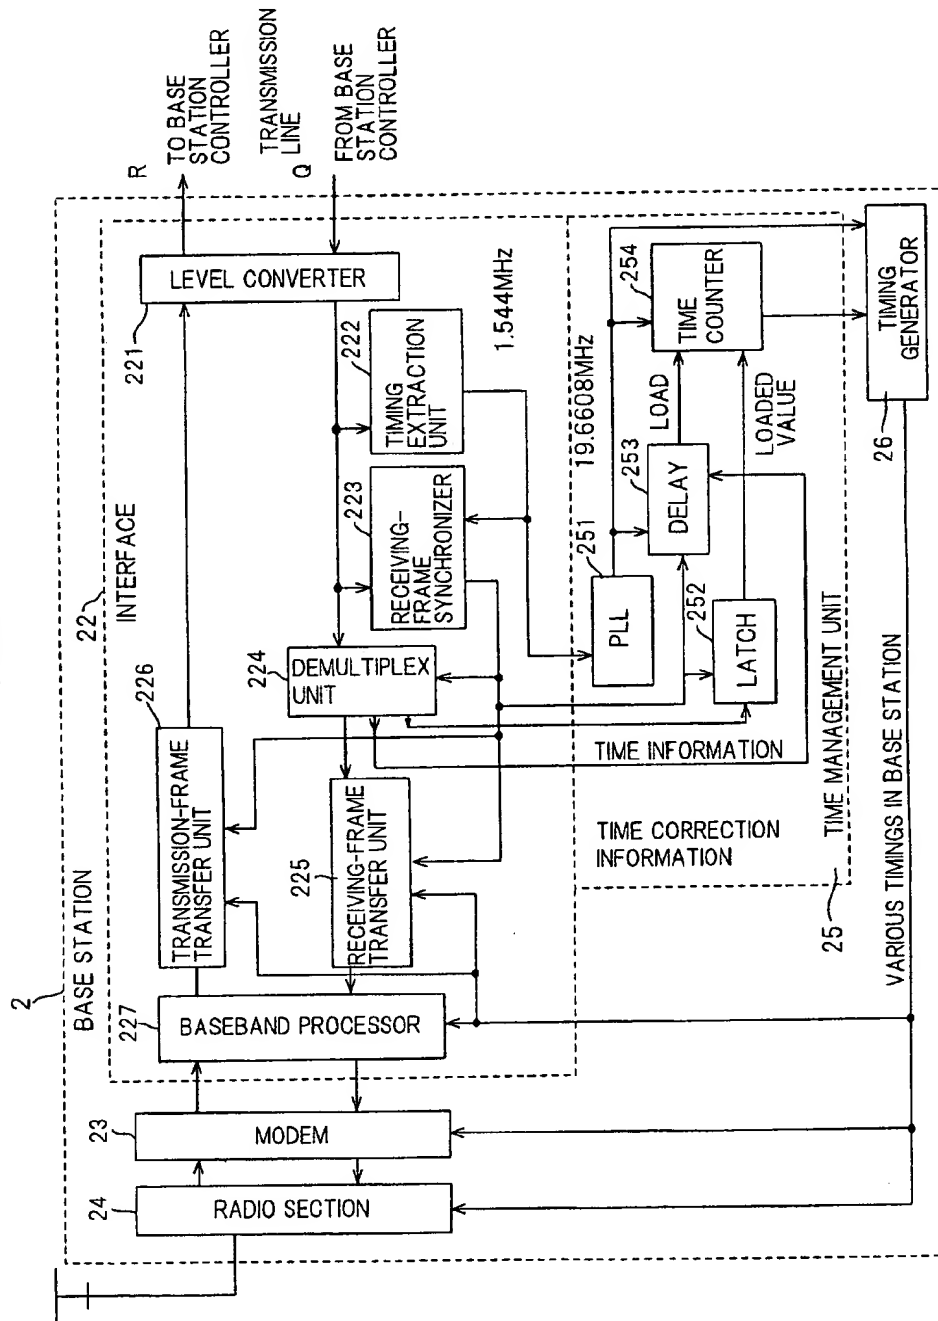 2
BASE STATION
22
INTERFACE
R
TO BASE
STATION
CONTROLLER
TRANSMISSION
LINE
Q
FROM BASE
STATION
CONTROLLER
24
RADIO SECTION
23
MODEM
227
BASEBAND PROCESSOR
226
TRANSMISSION-FRAME
TRANSFER UNIT
225
RECEIVING-FRAME
TRANSFER UNIT
224
DEMULTIPLEX
UNIT
223
RECEIVING-
FRAME
SYNCHRONIZER
222
TIMING
EXTRACTION
UNIT
221
LEVEL CONVERTER
1.544MHz
19.6608MHz
251
PLL
252
LATCH
253
DELAY
254
TIME
COUNTER
LOAD
LOADED
VALUE
TIME INFORMATION
TIME CORRECTION
INFORMATION
25
TIME MANAGEMENT UNIT
26
TIMING
GENERATOR
VARIOUS TIMINGS IN BASE STATION